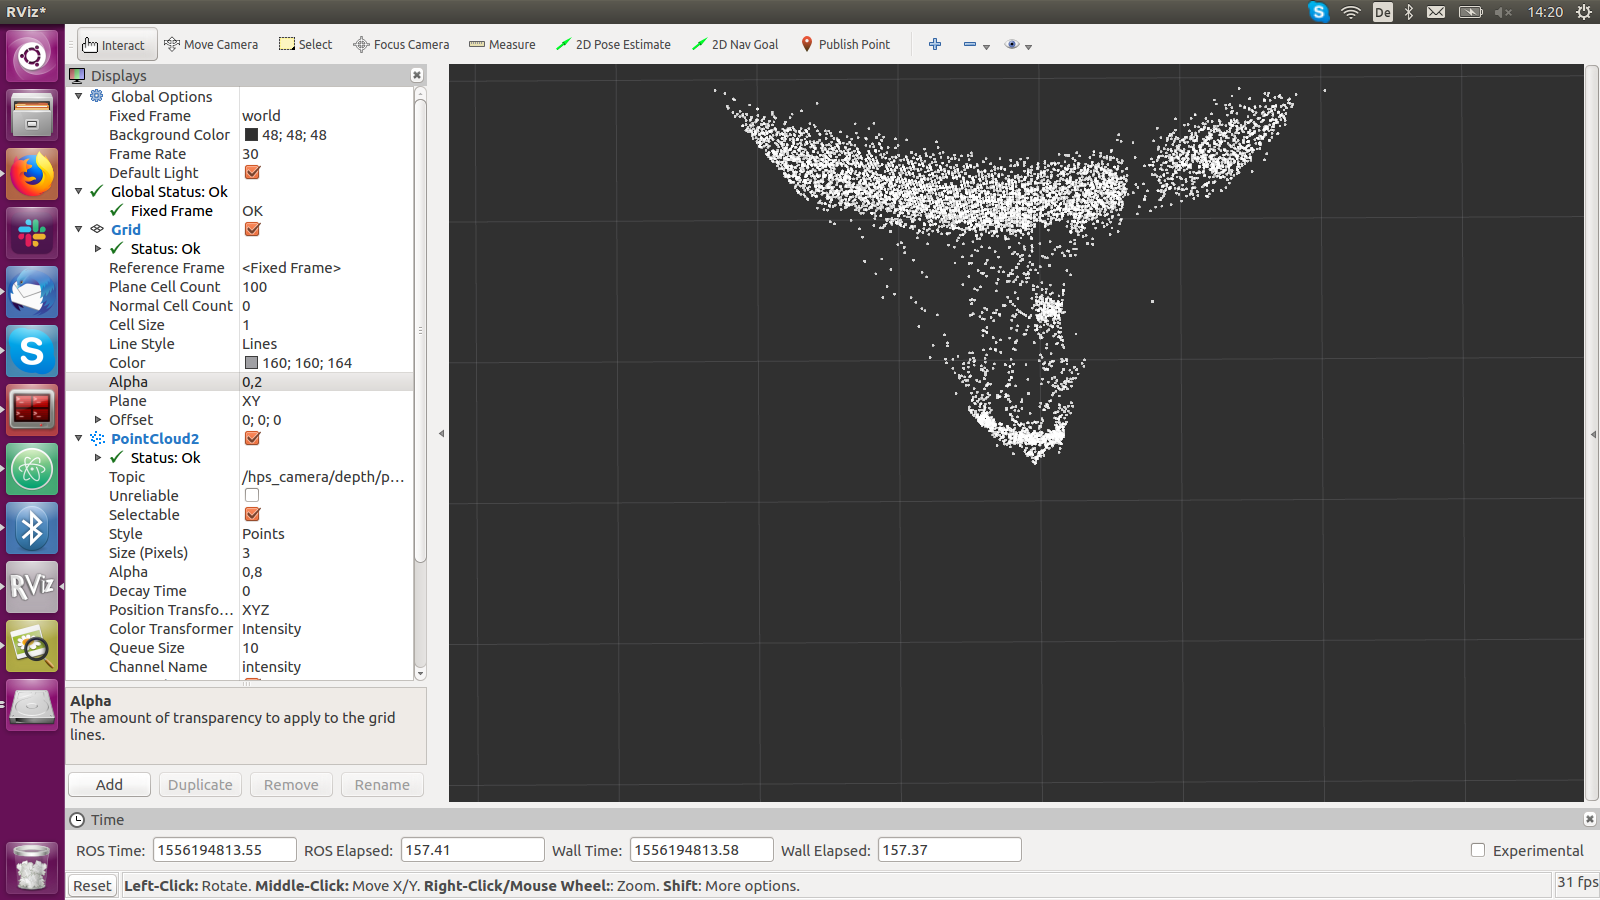 RViz*
De
14:20
Interact
Move Camera
Select
Focus Camera
Measure
2D Pose Estimate
2D Nav Goal
Publish Point
Displays
Global Options
Fixed Frame world
Background Color 48; 48; 48
Frame Rate 30
Default Light
Global Status: Ok
Fixed Frame OK
Grid
Status: Ok
Reference Frame <Fixed Frame>
Plane Cell Count 100
Normal Cell Count 0
Cell Size 1
Line Style Lines
Color 160; 160; 164
Alpha 0,2
Plane XY
Offset 0; 0; 0
PointCloud2
Status: Ok
Topic /hps_camera/depth/p...
Unreliable
Selectable
Style Points
Size (Pixels) 3
Alpha 0,8
Decay Time 0
Position Transfo... XYZ
Color Transformer Intensity
Queue Size 10
Channel Name intensity
Alpha
The amount of transparency to apply to the grid
lines.
Add
Duplicate
Remove
Rename
Time
ROS Time: 1556194813.55 ROS Elapsed: 157.41 Wall Time: 1556194813.58 Wall Elapsed: 157.37 Experimental
Reset Left-Click: Rotate. Middle-Click: Move X/Y. Right-Click/Mouse Wheel:: Zoom. Shift: More options. 31 fps
S
S
RViz